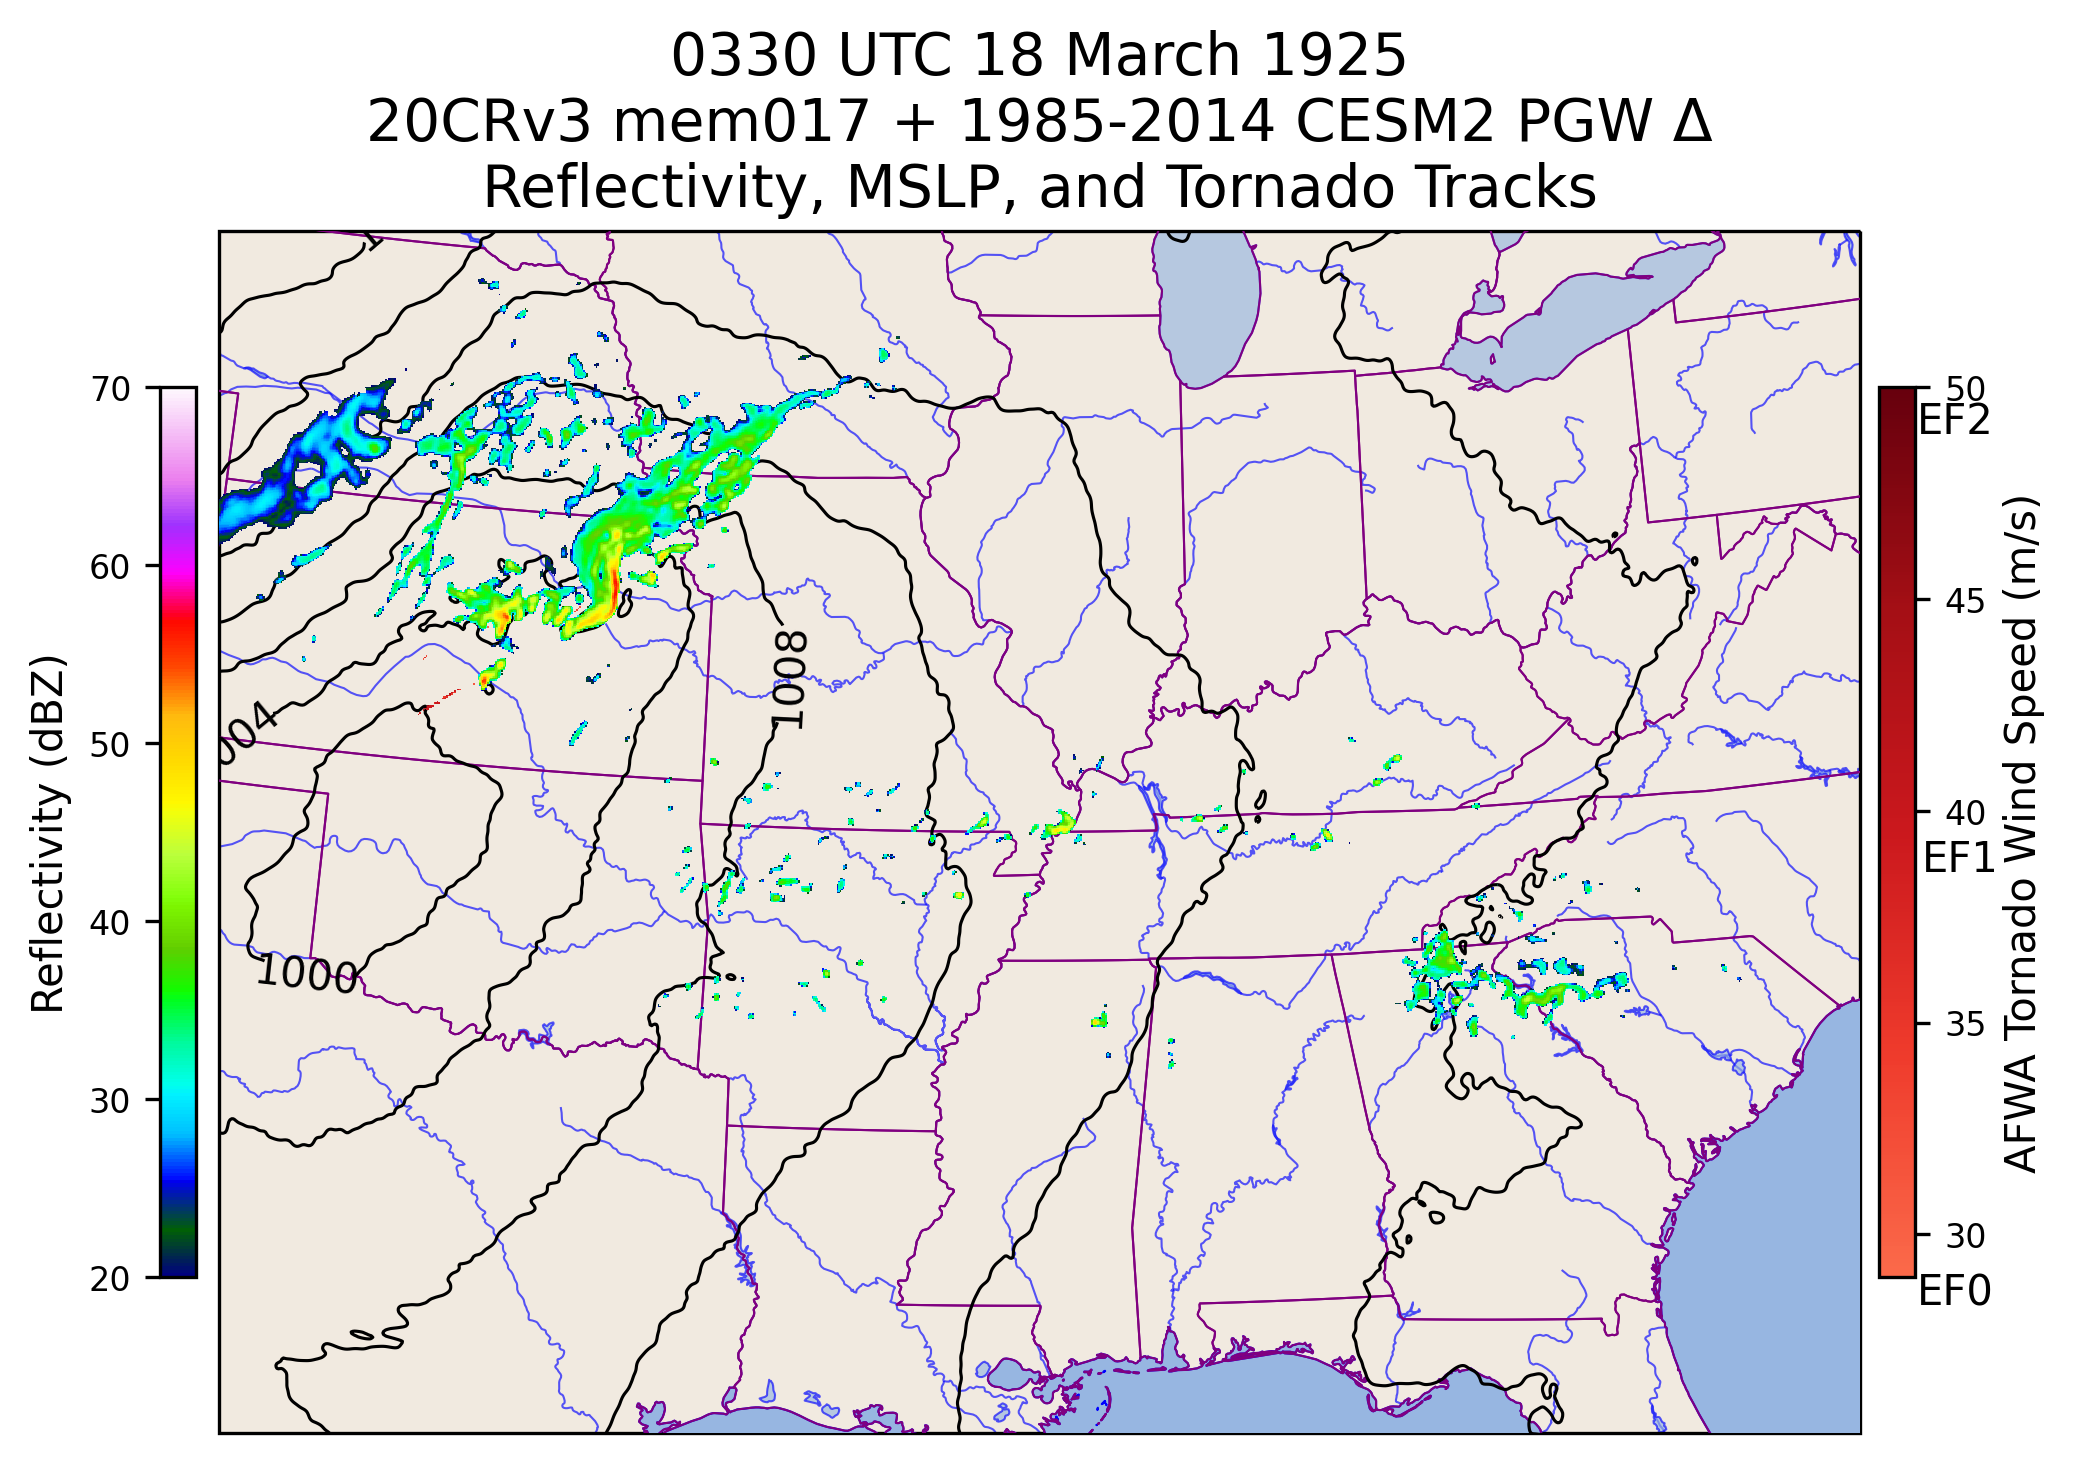 0330 UTC 18 March 1925
20CRv3 mem017 + 1985-2014 CESM2 PGW Δ
Reflectivity, MSLP, and Tornado Tracks
70
60
50
40
30
20
Reflectivity (dBZ)
004
1000
1008
50
EF2
45
40
EF1
35
30
EF0
AFWA Tornado Wind Speed (m/s)